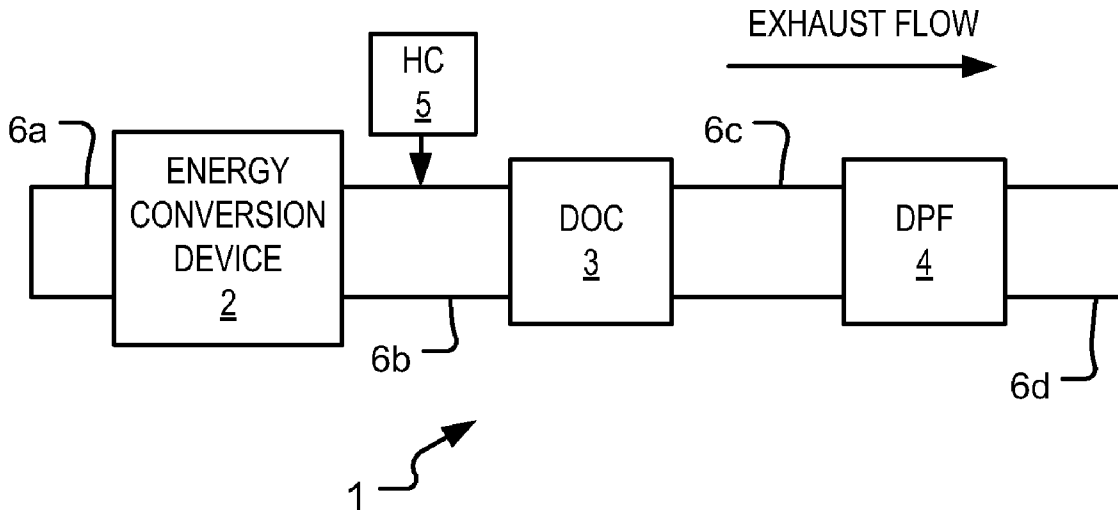 EXHAUST FLOW
HC
5
6a
6c
ENERGY
CONVERSION
DEVICE
2
DOC
3
DPF
4
6b
6d
1